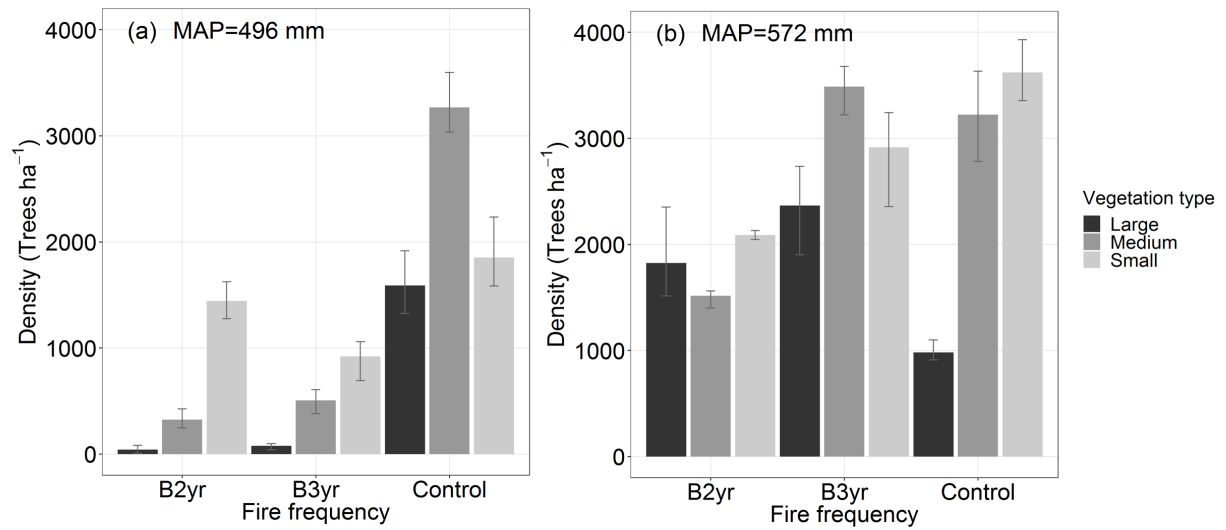 (a) MAP=496 mm
4000
3000
2000
1000
0
Density (Trees ha⁻¹)
B2yr B3yr Control
Fire frequency
(b) MAP=572 mm
4000
3000
2000
1000
0
Density (Trees ha⁻¹)
B2yr B3yr Control
Fire frequency
Vegetation type
Large
Medium
Small